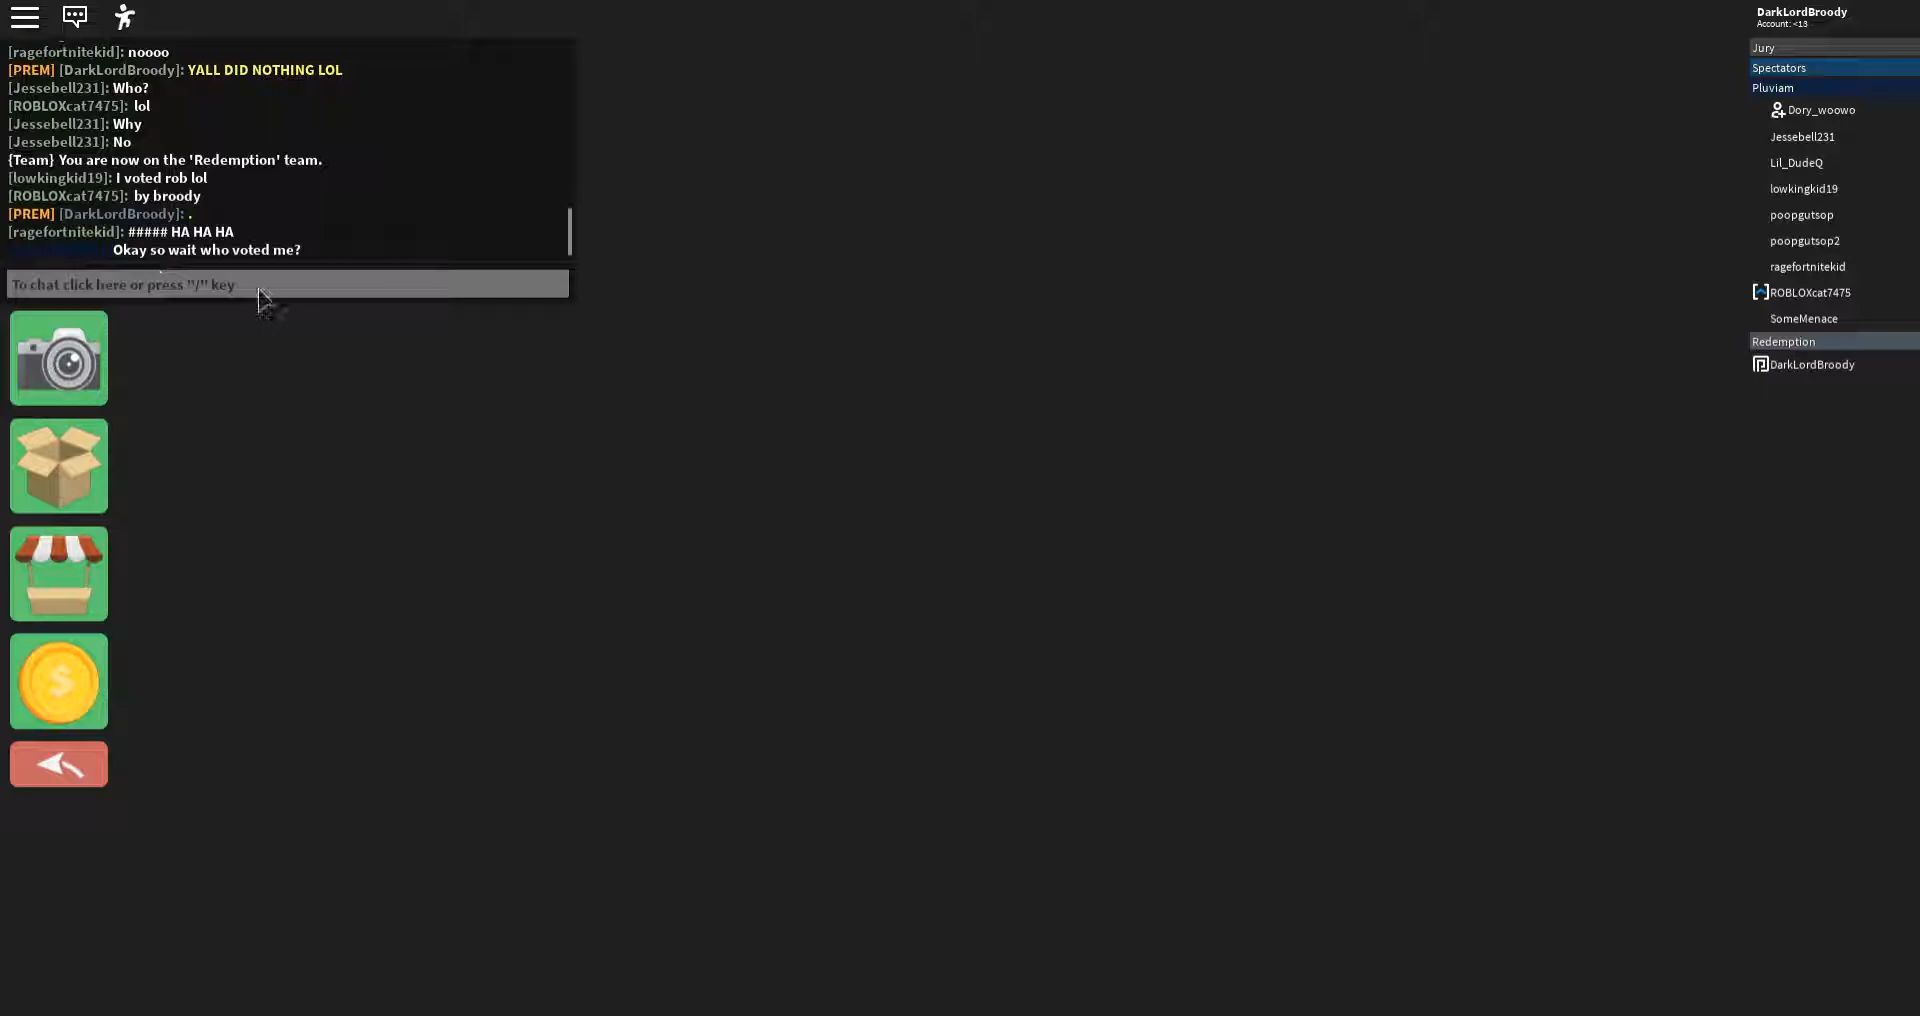 [ragefortnitekid]: noooo
[PREM] [DarkLordBroody]: YALL DID NOTHING LOL
[Jessebell231]: Who?
[ROBLOXcat7475]: lol
[Jessebell231]: Why
[Jessebell231]: No
{Team} You are now on the 'Redemption' team.
[lowkingkid19]: I voted rob lol
[ROBLOXcat7475]: by broody
[PREM] [DarkLordBroody]: .
[ragefortnitekid]: ##### HA HA HA
Okay so wait who voted me?
To chat click here or press "/" key
DarkLordBroody
Account: <13
Jury
Spectators
Pluviam
Dory_woowo
Jessebell231
Lil_DudeQ
lowkingkid19
poopgutsop
poopgutsop2
ragefortnitekid
ROBLOXcat7475
SomeMenace
Redemption
DarkLordBroody